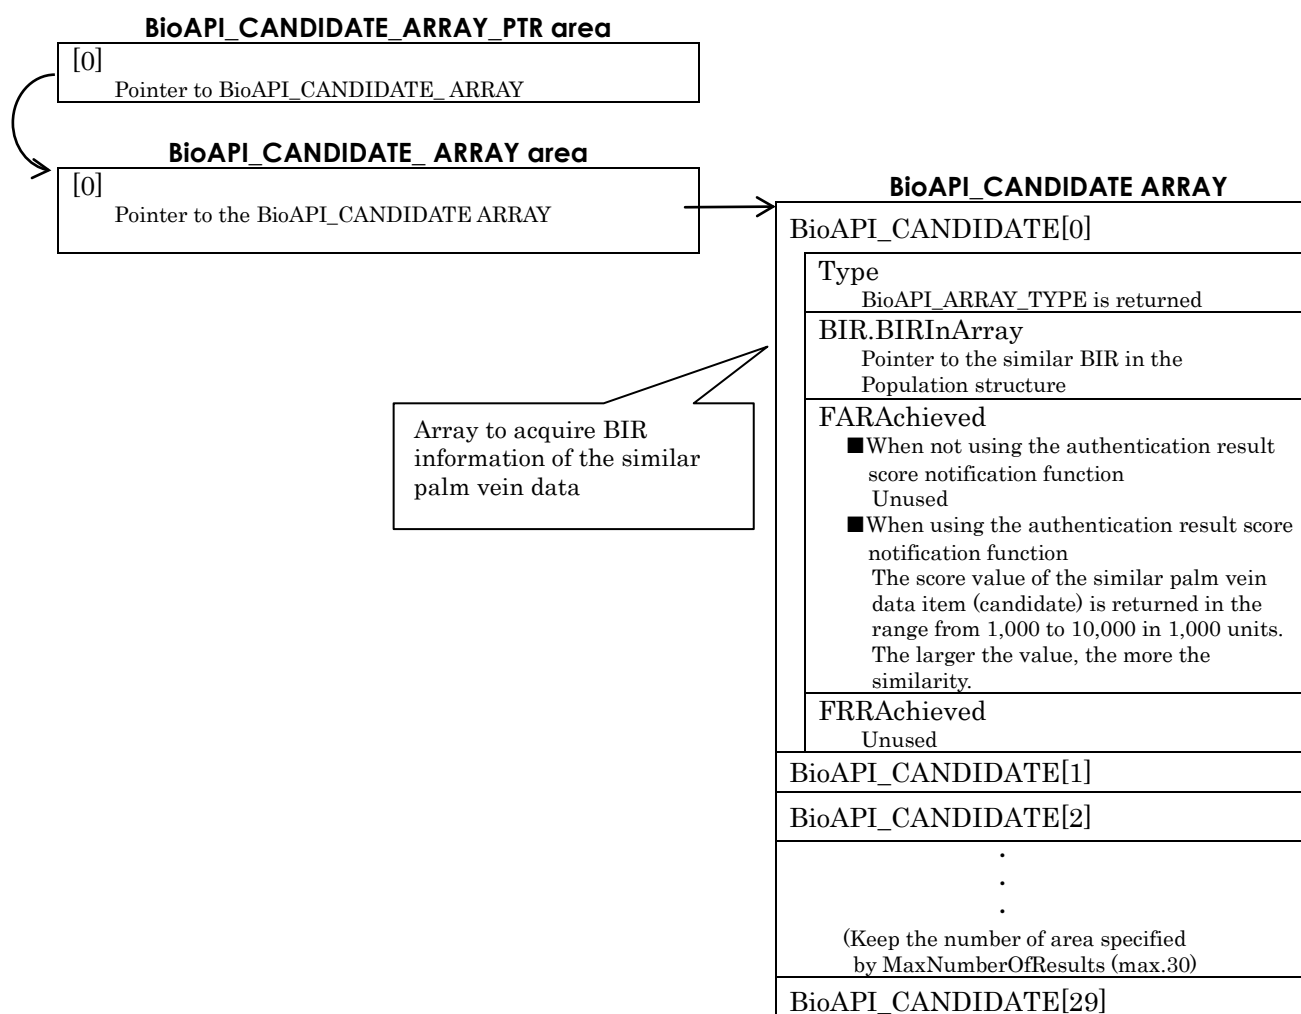 BioAPI_CANDIDATE_ARRAY_PTR area
[0]
Pointer to BioAPI_CANDIDATE_ ARRAY
BioAPI_CANDIDATE_ ARRAY area
[0]
Pointer to the BioAPI_CANDIDATE ARRAY
BioAPI_CANDIDATE ARRAY
BioAPI_CANDIDATE[0]
Type
BioAPI_ARRAY_TYPE is returned
BIR.BIRInArray
Pointer to the similar BIR in the
Population structure
FARAchieved
■When not using the authentication result
score notification function
Unused
■When using the authentication result score
notification function
The score value of the similar palm vein
data item (candidate) is returned in the
range from 1,000 to 10,000 in 1,000 units.
The larger the value, the more the
similarity.
FRRAchieved
Unused
BioAPI_CANDIDATE[1]
BioAPI_CANDIDATE[2]
.
.
.
(Keep the number of area specified
by MaxNumberOfResults (max.30)
BioAPI_CANDIDATE[29]
Array to acquire BIR
information of the similar
palm vein data